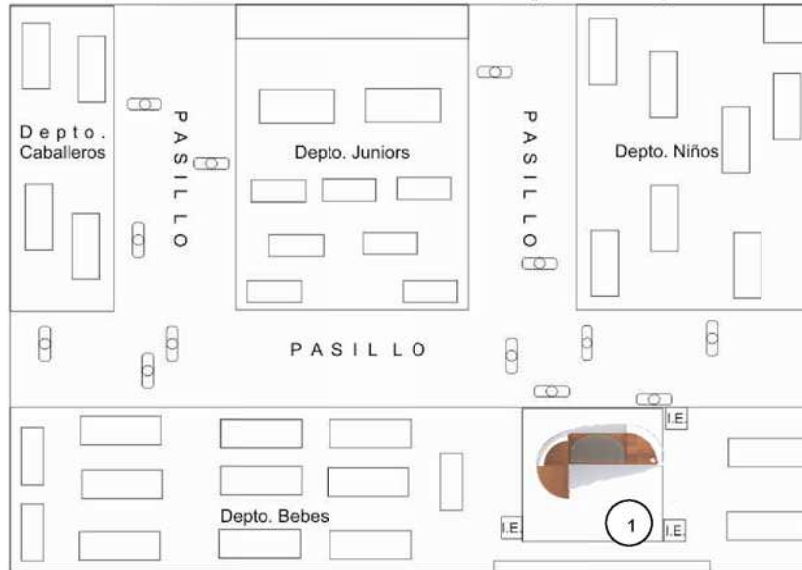 Depto.
Caballeros
PASILLO
Depto. Juniors
PASILLO
Depto. Niños
PASILLO
Depto. Bebes
I.E.
I.E.
I.E.
1